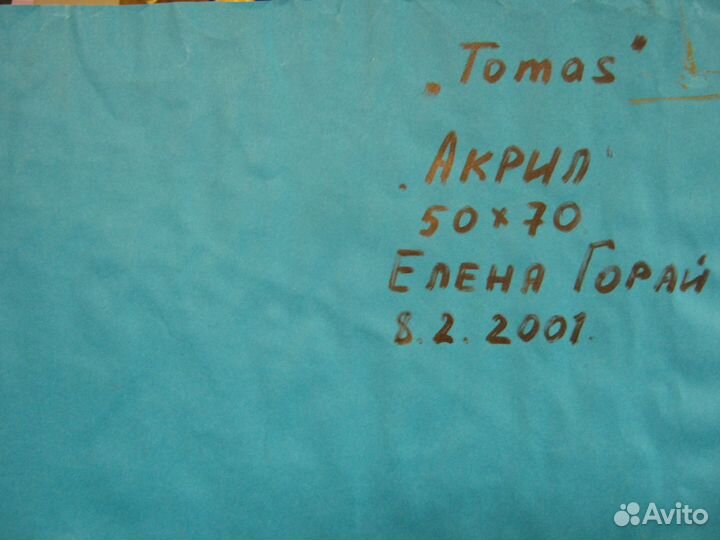 „Tomas"
„Акрил"
50×70
Елена Горай
8.2.2001.
Avito